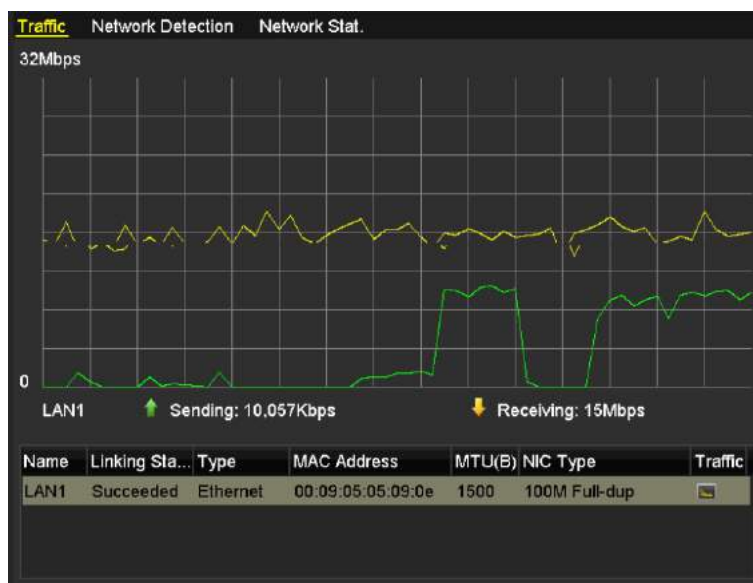 Traffic Network Detection Network Stat.
32Mbps
0
LAN1 Sending: 10,057Kbps Receiving: 15Mbps
Name Linking Sta... Type MAC Address MTU(B) NIC Type Traffic
LAN1 Succeeded Ethernet 00:09:05:05:09:0e 1500 100M Full-dup